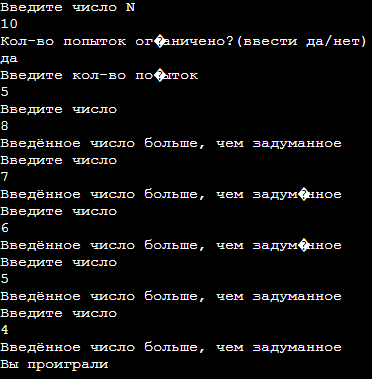 Введите число N
10
Кол-во попыток ог�аничено?(ввести да/нет)
да
Введите кол-во по�ыток
5
Введите число
8
Введённое число больше, чем задуманное
Введите число
7
Введённое число больше, чем задум�нное
Введите число
6
Введённое число больше, чем задум�нное
Введите число
5
Введённое число больше, чем задуманное
Введите число
4
Введённое число больше, чем задуманное
Вы проиграли